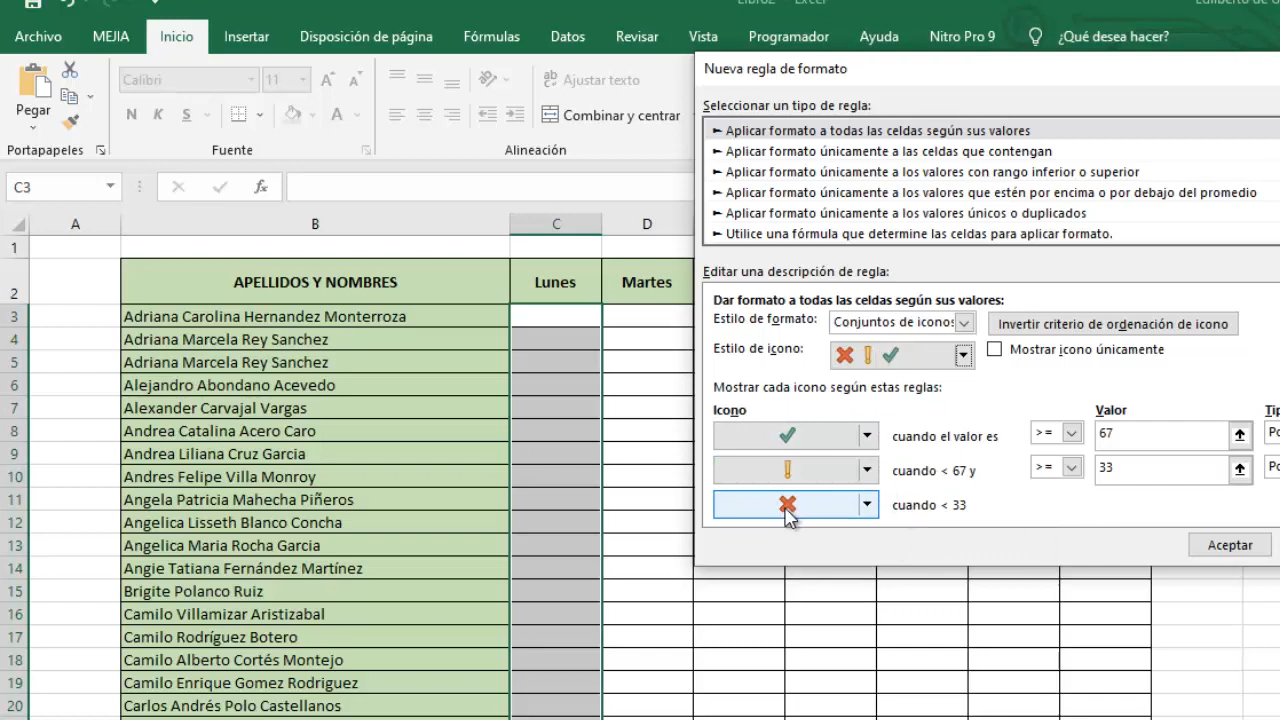 Libro2 - Excel
Archivo MEJIA Inicio Insertar Disposición de página Fórmulas Datos Revisar Vista Programador Ayuda Nitro Pro 9 ¿Qué desea hacer?
Pegar
Calibri 11
N K S
A A A
Ajustar texto
Combinar y centrar
Portapapeles Fuente Alineación
C3 fx
A B C D
1
2 APELLIDOS Y NOMBRES Lunes Martes
3 Adriana Carolina Hernandez Monterroza
4 Adriana Marcela Rey Sanchez
5 Adriana Marcela Rey Sanchez
6 Alejandro Abondano Acevedo
7 Alexander Carvajal Vargas
8 Andrea Catalina Acero Caro
9 Andrea Liliana Cruz Garcia
10 Andres Felipe Villa Monroy
11 Angela Patricia Mahecha Piñeros
12 Angelica Lisseth Blanco Concha
13 Angelica Maria Rocha Garcia
14 Angie Tatiana Fernández Martínez
15 Brigite Polanco Ruiz
16 Camilo Villamizar Aristizabal
17 Camilo Rodríguez Botero
18 Camilo Alberto Cortés Montejo
19 Camilo Enrique Gomez Rodriguez
20 Carlos Andrés Polo Castellanos
Nueva regla de formato
Seleccionar un tipo de regla:
► Aplicar formato a todas las celdas según sus valores
► Aplicar formato únicamente a las celdas que contengan
► Aplicar formato únicamente a los valores con rango inferior o superior
► Aplicar formato únicamente a los valores que estén por encima o por debajo del promedio
► Aplicar formato únicamente a los valores únicos o duplicados
► Utilice una fórmula que determine las celdas para aplicar formato.
Editar una descripción de regla:
Dar formato a todas las celdas según sus valores:
Estilo de formato: Conjuntos de iconos Invertir criterio de ordenación de icono
Estilo de icono: Mostrar icono únicamente
Mostrar cada icono según estas reglas:
Icono Valor
cuando el valor es >= 67
cuando < 67 y >= 33
cuando < 33
Aceptar